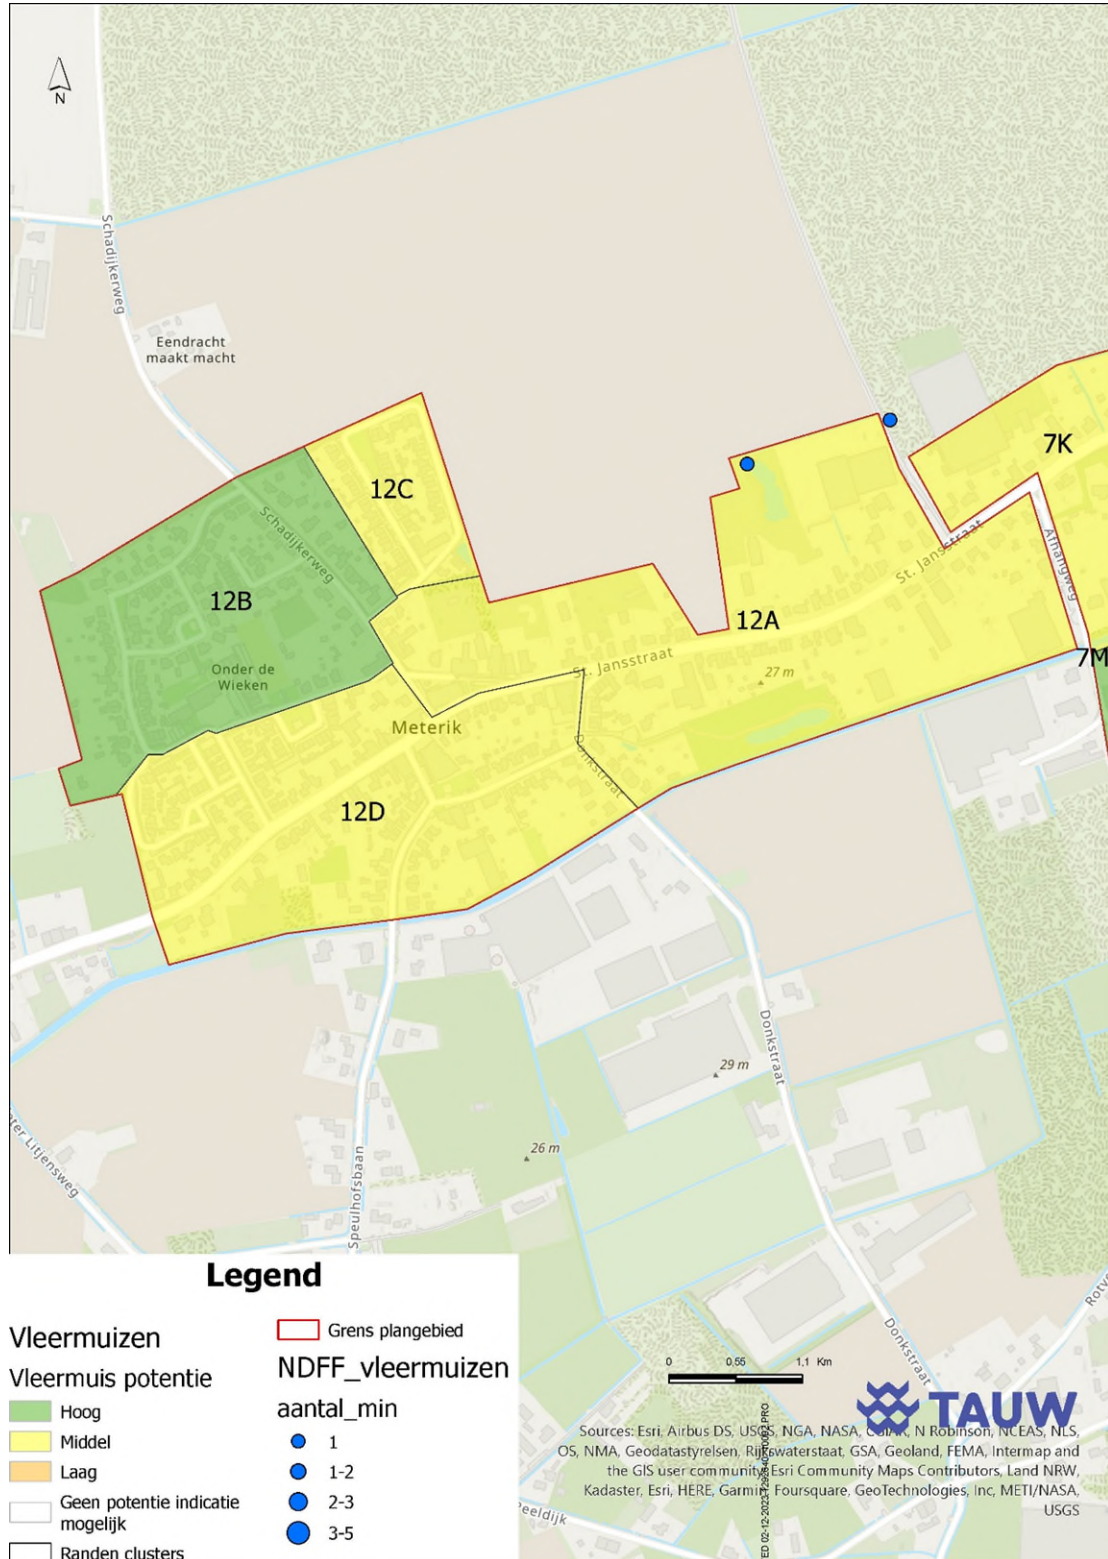 N
Schadijkerweg
Eendracht
maakt macht
7K
12C
Schadijkerweg
St. Jansstraat
Afhangweg
12B
12A
St. Jansstraat
7M
Onder de
Wieken
27 m
Meterik
Donkstraat
12D
Donkstraat
29 m
26 m
Speulhofsbaan
Donkstraat
Legend
Vleermuizen
Vleermuis potentie
Hoog
Middel
Laag
Geen potentie indicatie
mogelijk
Randen clusters
Grens plangebied
NDFF_vleermuizen
aantal_min
1
1-2
2-3
3-5
0 0,55 1,1 Km
TAUW
Sources: Esri, Airbus DS, USGS, NGA, NASA, CGIAR, N Robinson, NCEAS, NLS,
OS, NMA, Geodatastyrelsen, Rijkswaterstaat, GSA, Geoland, FEMA, Intermap and
the GIS user community, Esri Community Maps Contributors, Land NRW,
Kadaster, Esri, HERE, Garmin, Foursquare, GeoTechnologies, Inc, METI/NASA,
USGS